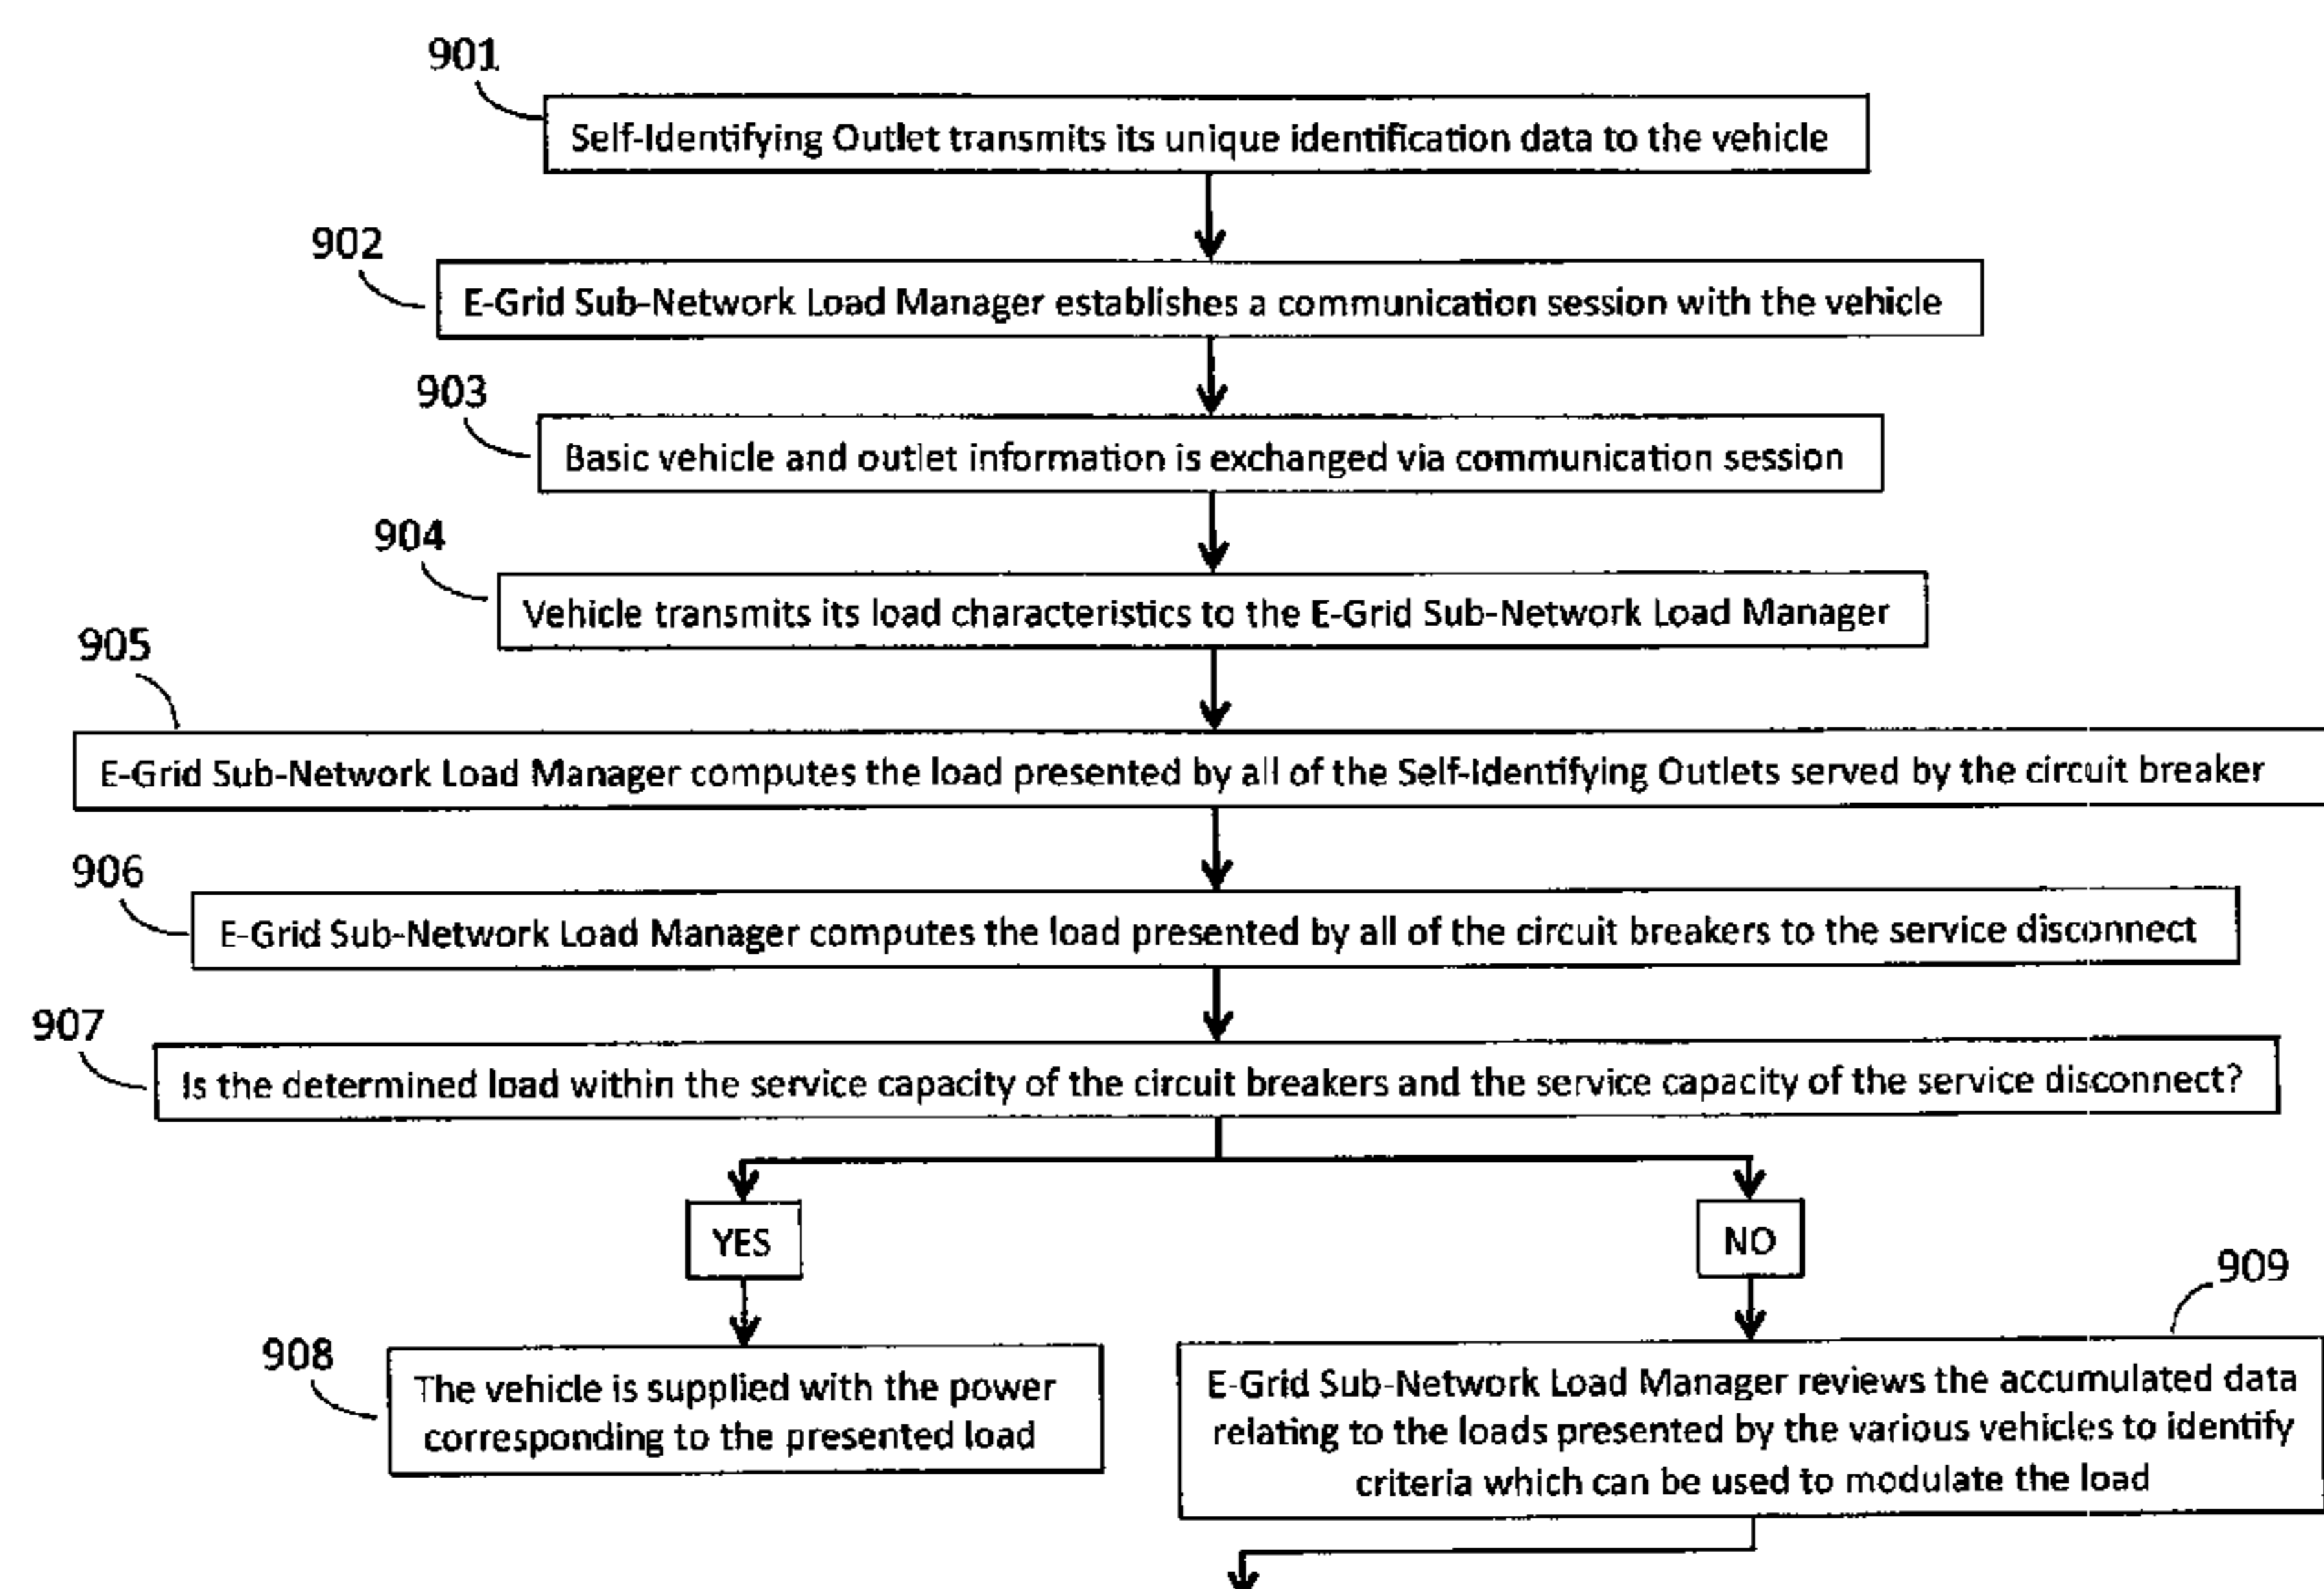 901
Self-Identifying Outlet transmits its unique identification data to the vehicle
902
E-Grid Sub-Network Load Manager establishes a communication session with the vehicle
903
Basic vehicle and outlet information is exchanged via communication session
904
Vehicle transmits its load characteristics to the E-Grid Sub-Network Load Manager
905
E-Grid Sub-Network Load Manager computes the load presented by all of the Self-Identifying Outlets served by the circuit breaker
906
E-Grid Sub-Network Load Manager computes the load presented by all of the circuit breakers to the service disconnect
907
Is the determined load within the service capacity of the circuit breakers and the service capacity of the service disconnect?
YES
NO
908
The vehicle is supplied with the power
corresponding to the presented load
909
E-Grid Sub-Network Load Manager reviews the accumulated data
relating to the loads presented by the various vehicles to identify
criteria which can be used to modulate the load